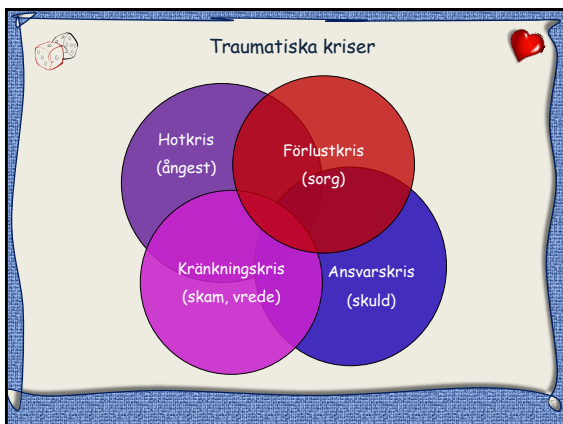 Traumatiska kriser
Hotkris
(ångest)
Förlustkris
(sorg)
Kränkningskris
(skam, vrede)
Ansvarskris
(skuld)